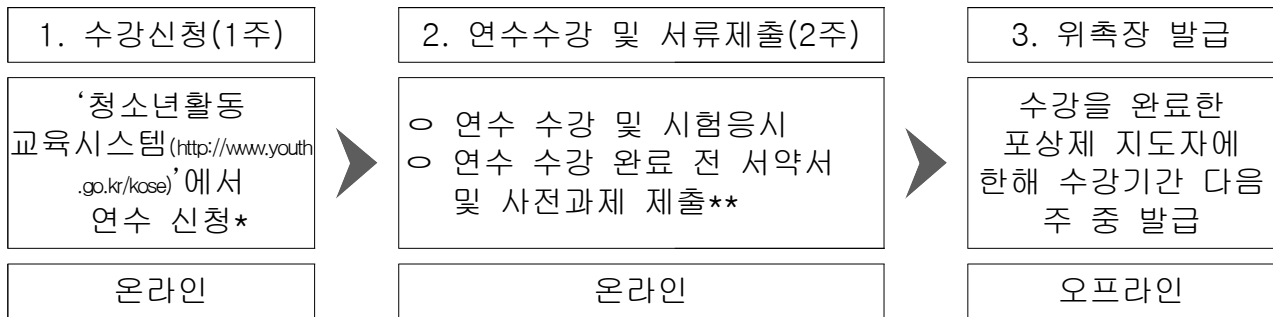 1. 수강신청(1주)
2. 연수수강 및 서류제출(2주)
3. 위촉장 발급
‘청소년활동
교육시스템(http://www.youth
.go.kr/kose)’에서
연수 신청*
ㅇ 연수 수강 및 시험응시
ㅇ 연수 수강 완료 전 서약서
및 사전과제 제출**
수강을 완료한
포상제 지도자에
한해 수강기간 다음
주 중 발급
온라인
온라인
오프라인